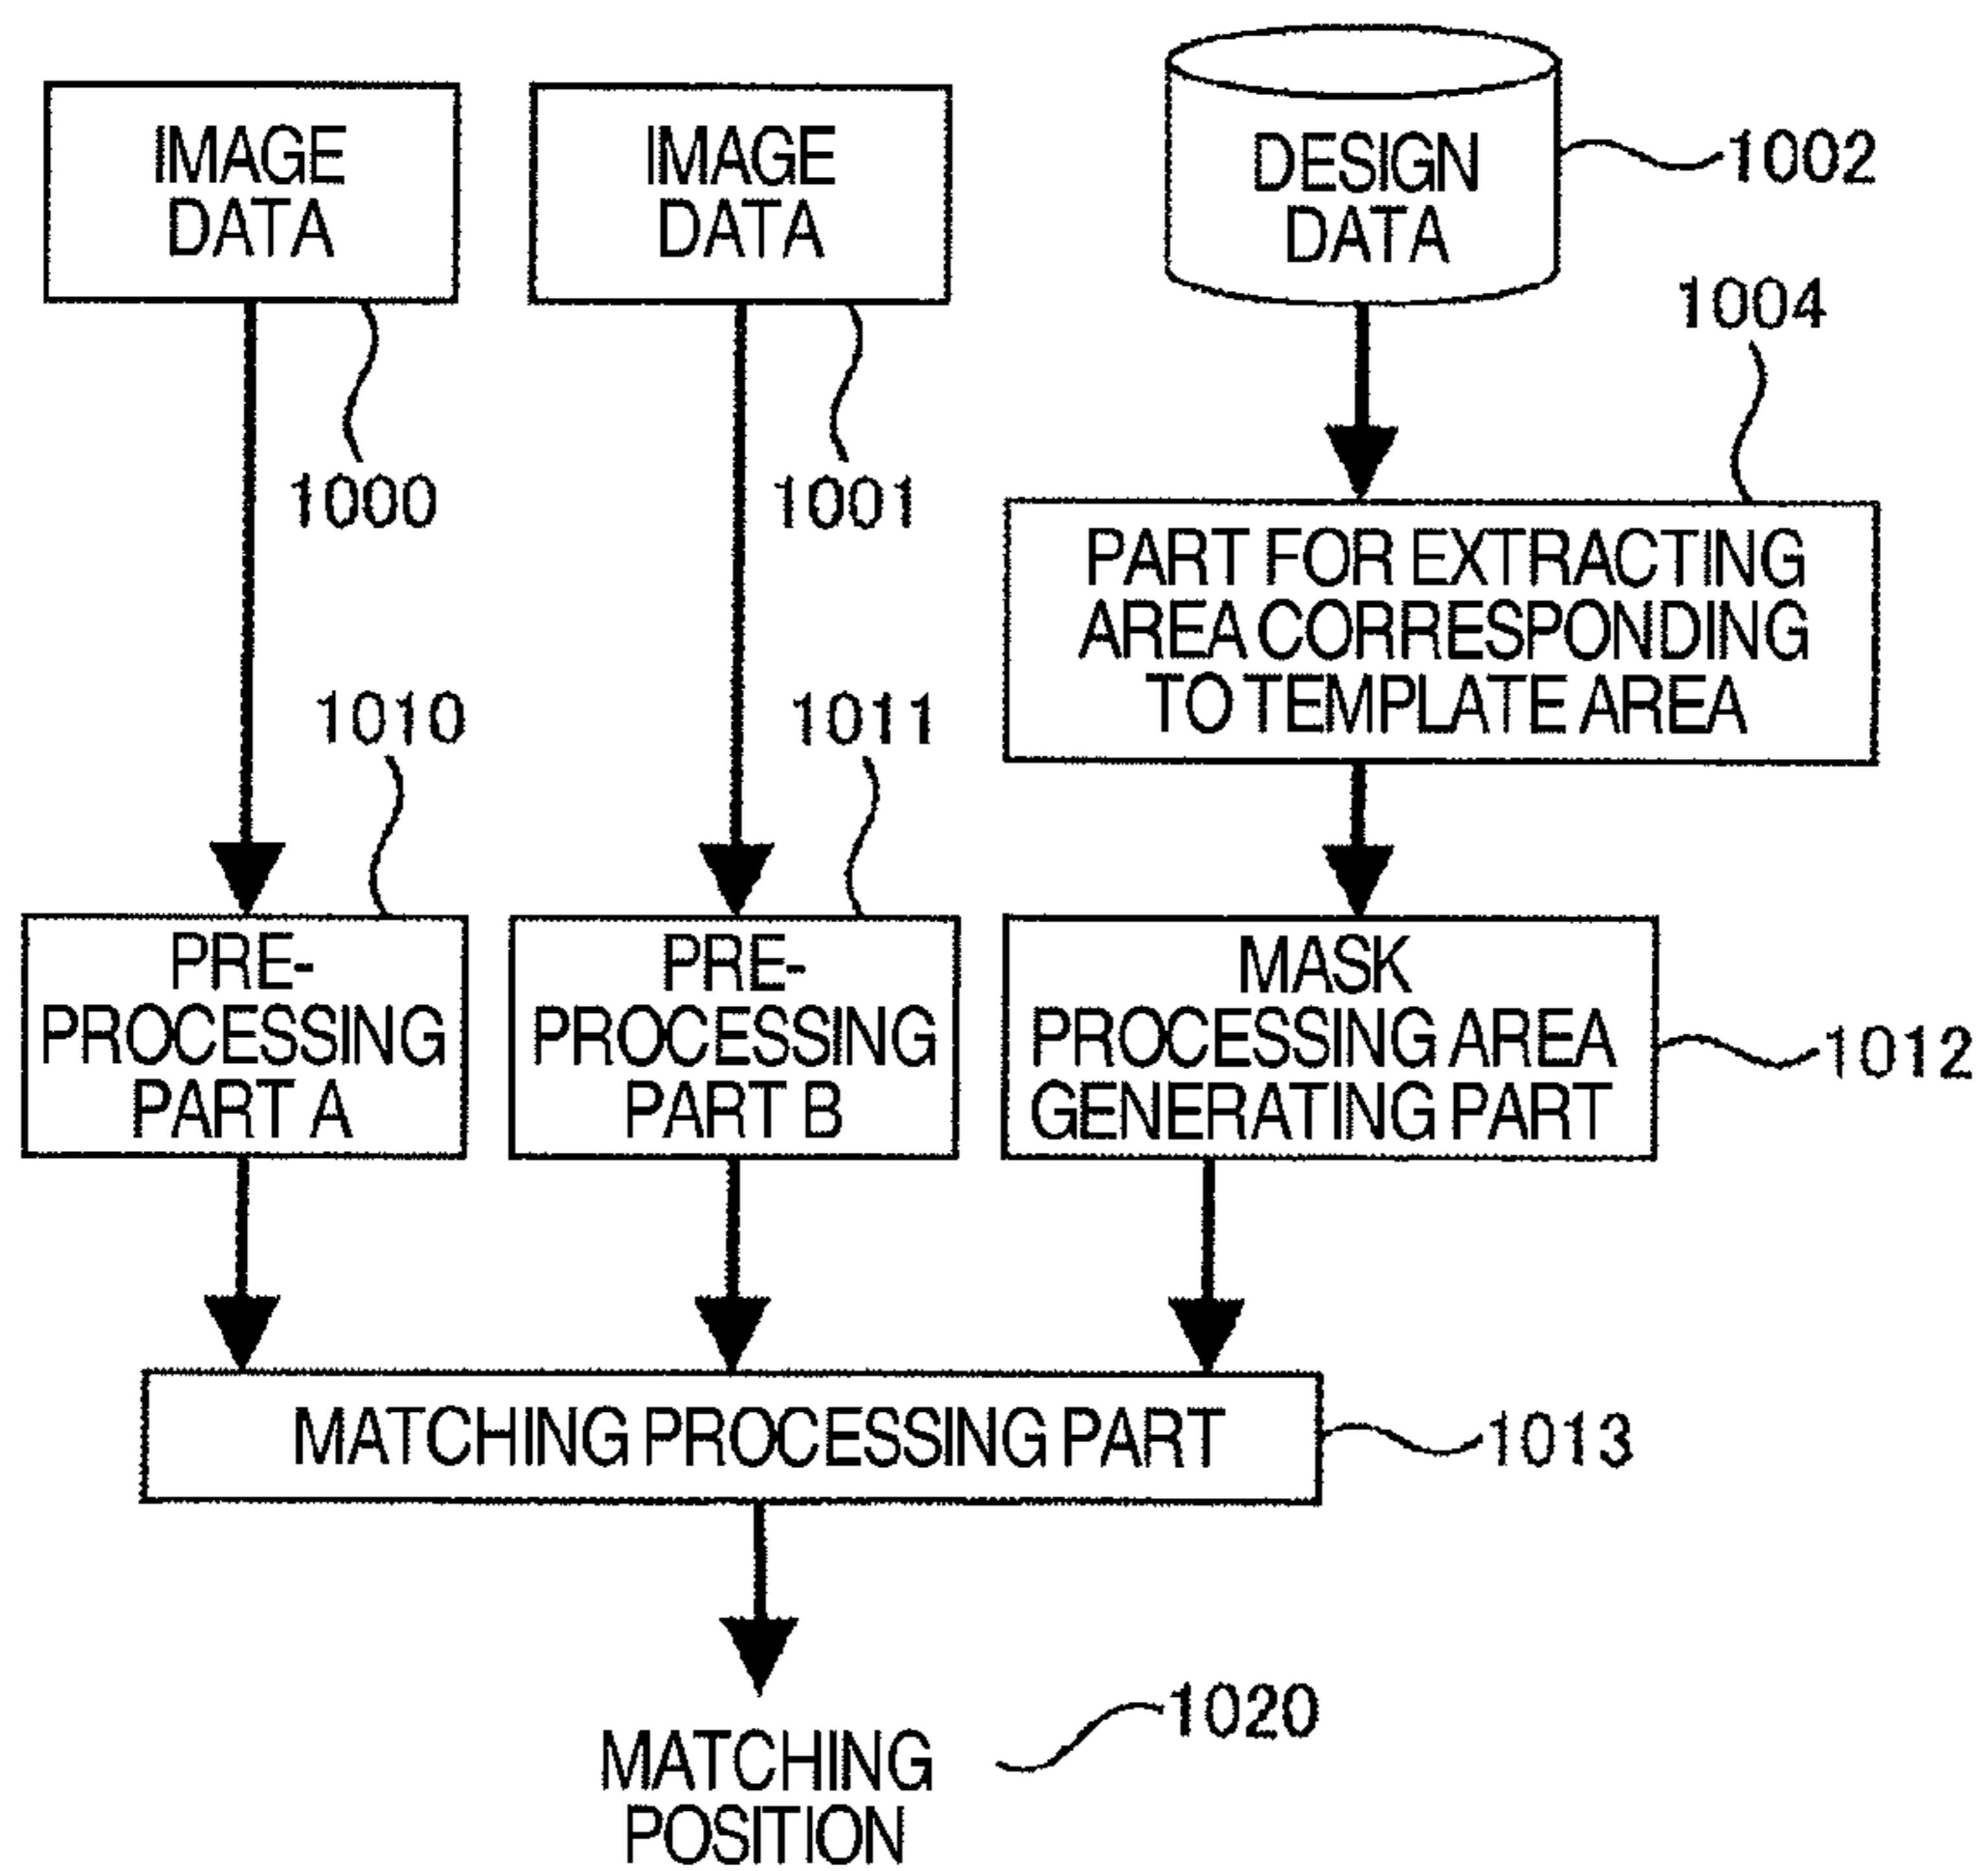 IMAGE
DATA
IMAGE
DATA
DESIGN
DATA
1002
1004
1000
1001
PART FOR EXTRACTING
AREA CORRESPONDING
TO TEMPLATE AREA
1010
1011
PRE-
PROCESSING
PART A
PRE-
PROCESSING
PART B
MASK
PROCESSING AREA
GENERATING PART
1012
MATCHING PROCESSING PART
1013
1020
MATCHING
POSITION